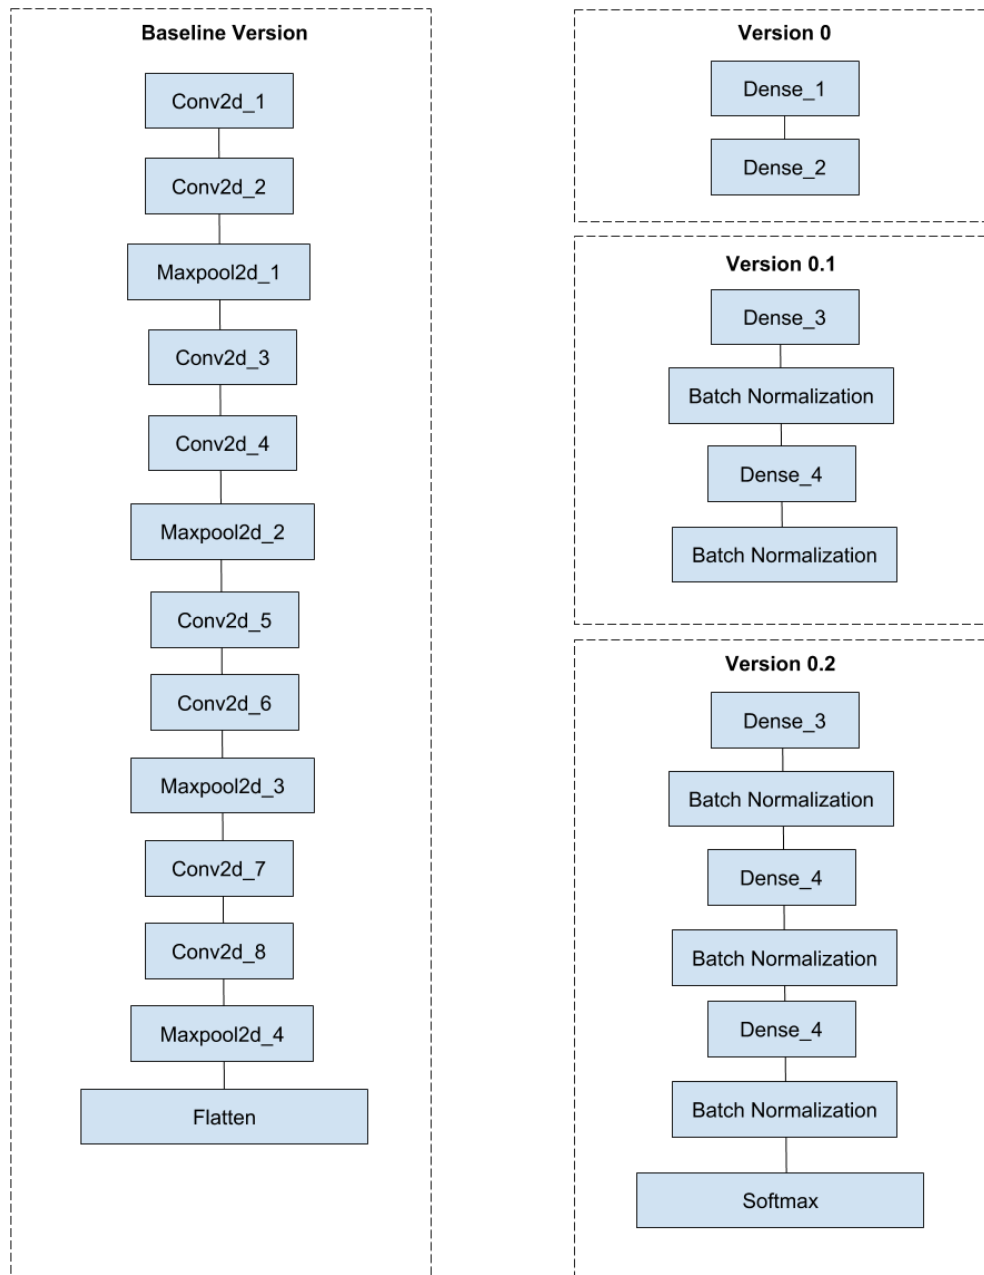 Baseline Version
Conv2d_1
Conv2d_2
Maxpool2d_1
Conv2d_3
Conv2d_4
Maxpool2d_2
Conv2d_5
Conv2d_6
Maxpool2d_3
Conv2d_7
Conv2d_8
Maxpool2d_4
Flatten
Version 0
Dense_1
Dense_2
Version 0.1
Dense_3
Batch Normalization
Dense_4
Batch Normalization
Version 0.2
Dense_3
Batch Normalization
Dense_4
Batch Normalization
Dense_4
Batch Normalization
Softmax